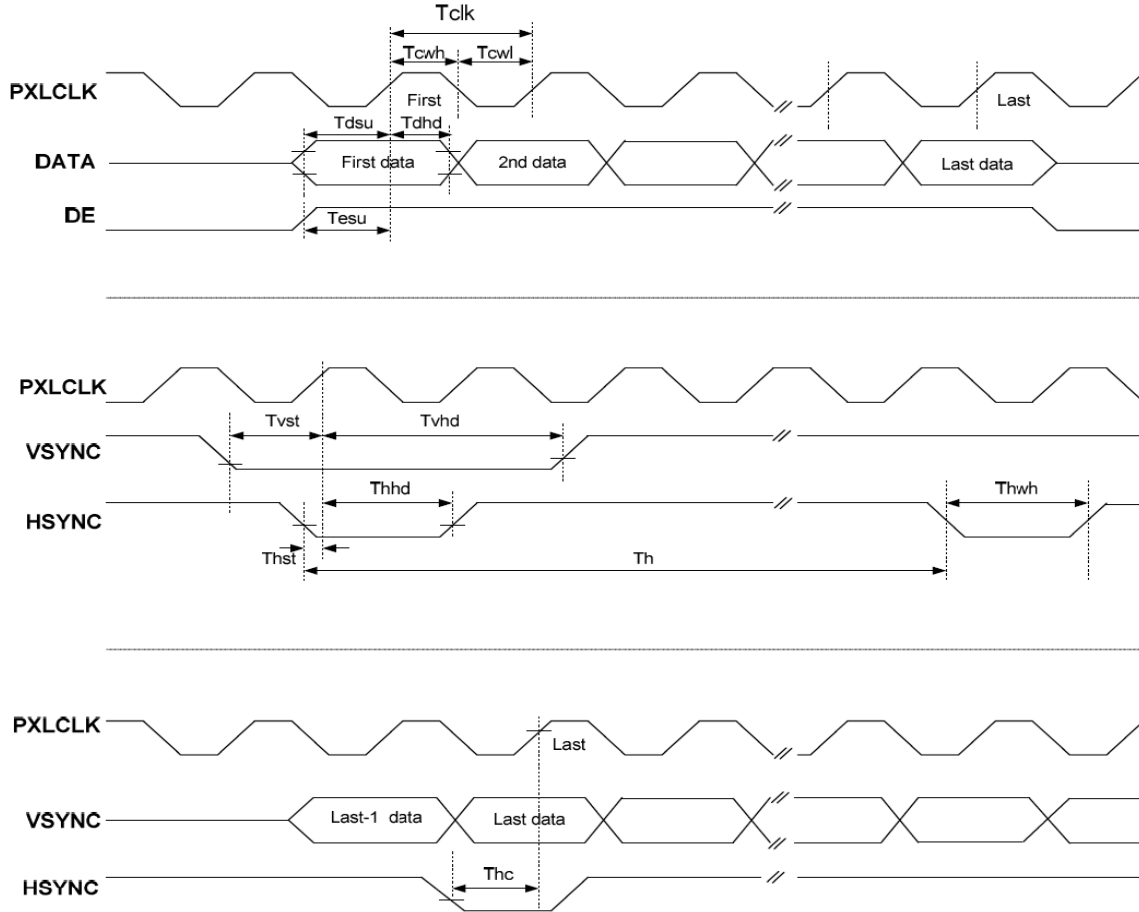 Tclk
Tcwh Tcwl
PXLCLK First Last
Tdsu Tdhd
DATA First data 2nd data Last data
DE
Tesu
PXLCLK
Tvst Tvhd
VSYNC
Thhd Thwh
HSYNC
Thst Th
PXLCLK
Last
VSYNC Last-1 data Last data
Thc
HSYNC